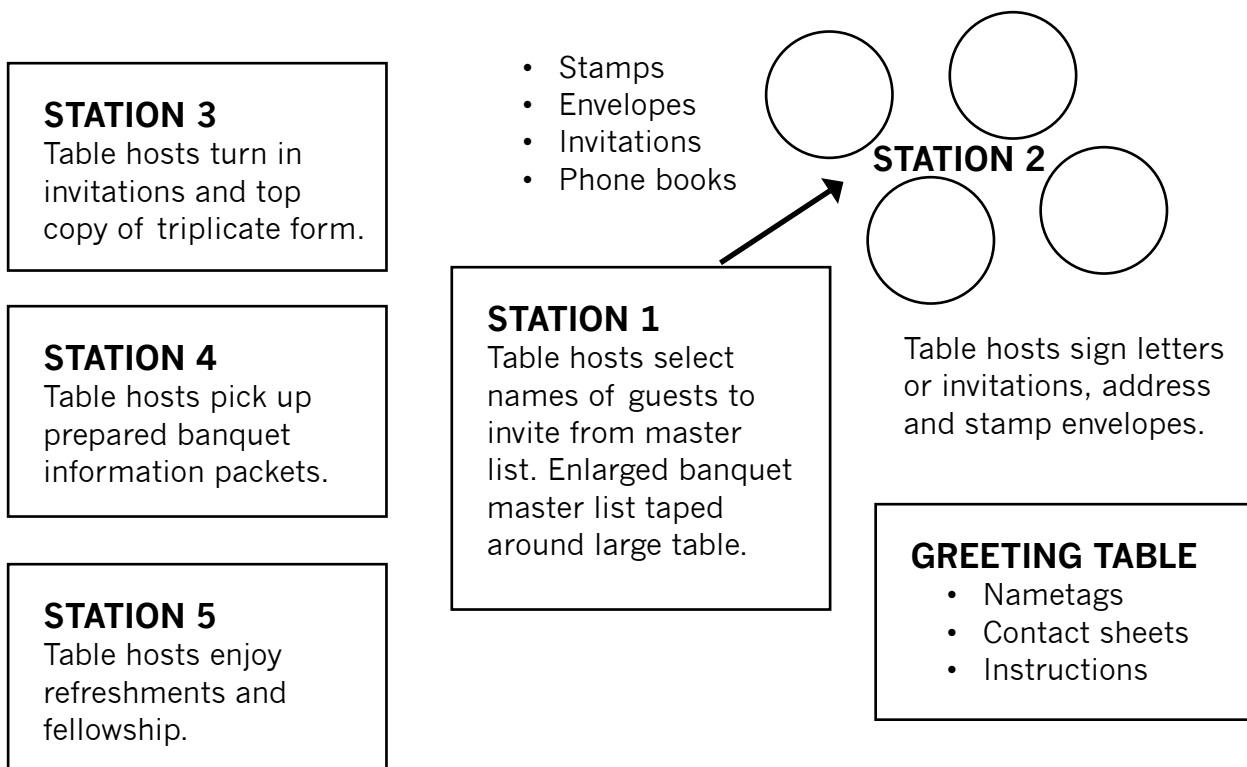 STATION 3
Table hosts turn in
invitations and top
copy of triplicate form.
STATION 4
Table hosts pick up
prepared banquet
information packets.
STATION 5
Table hosts enjoy
refreshments and
fellowship.
• Stamps
• Envelopes
• Invitations
• Phone books
STATION 1
Table hosts select
names of guests to
invite from master
list. Enlarged banquet
master list taped
around large table.
STATION 2
Table hosts sign letters
or invitations, address
and stamp envelopes.
GREETING TABLE
• Nametags
• Contact sheets
• Instructions